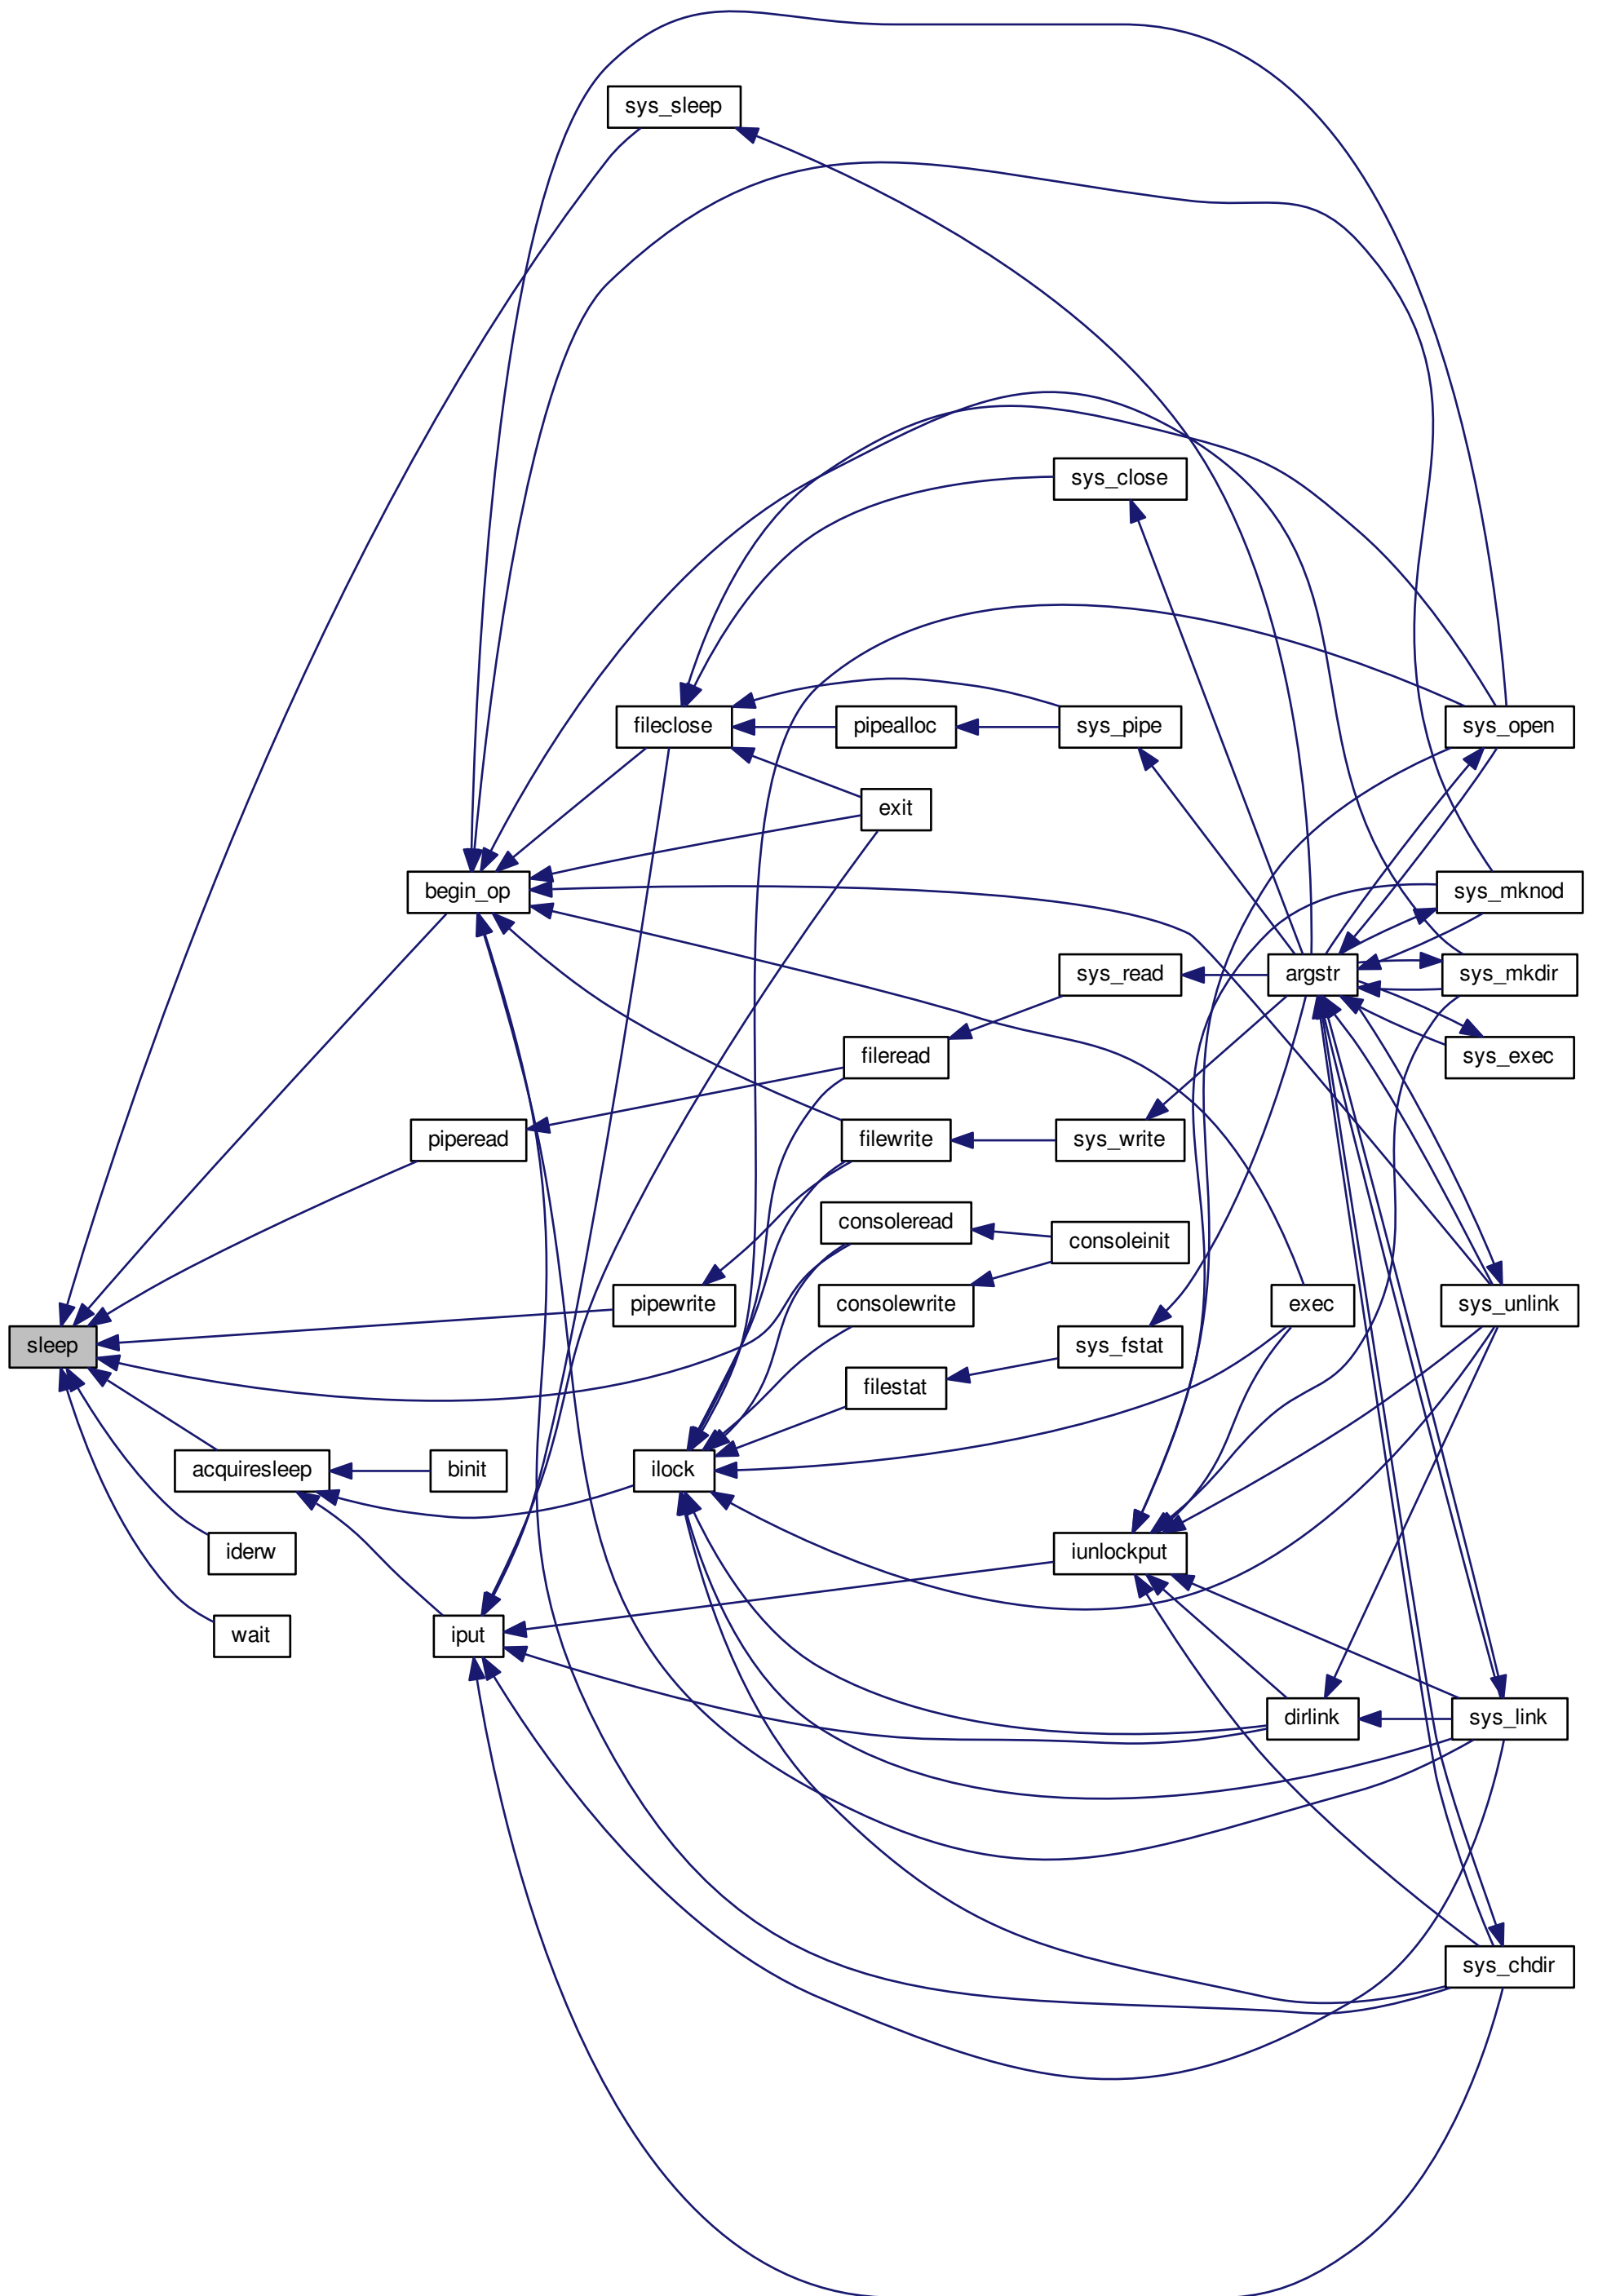 sys_sleep
sys_close
fileclose
pipealloc
sys_pipe
sys_open
exit
begin_op
sys_mknod
sys_read
argstr
sys_mkdir
fileread
sys_exec
piperead
filewrite
sys_write
consoleread
consoleinit
pipewrite
consolewrite
exec
sys_unlink
sleep
sys_fstat
filestat
acquiresleep
binit
ilock
iderw
iunlockput
wait
iput
dirlink
sys_link
sys_chdir